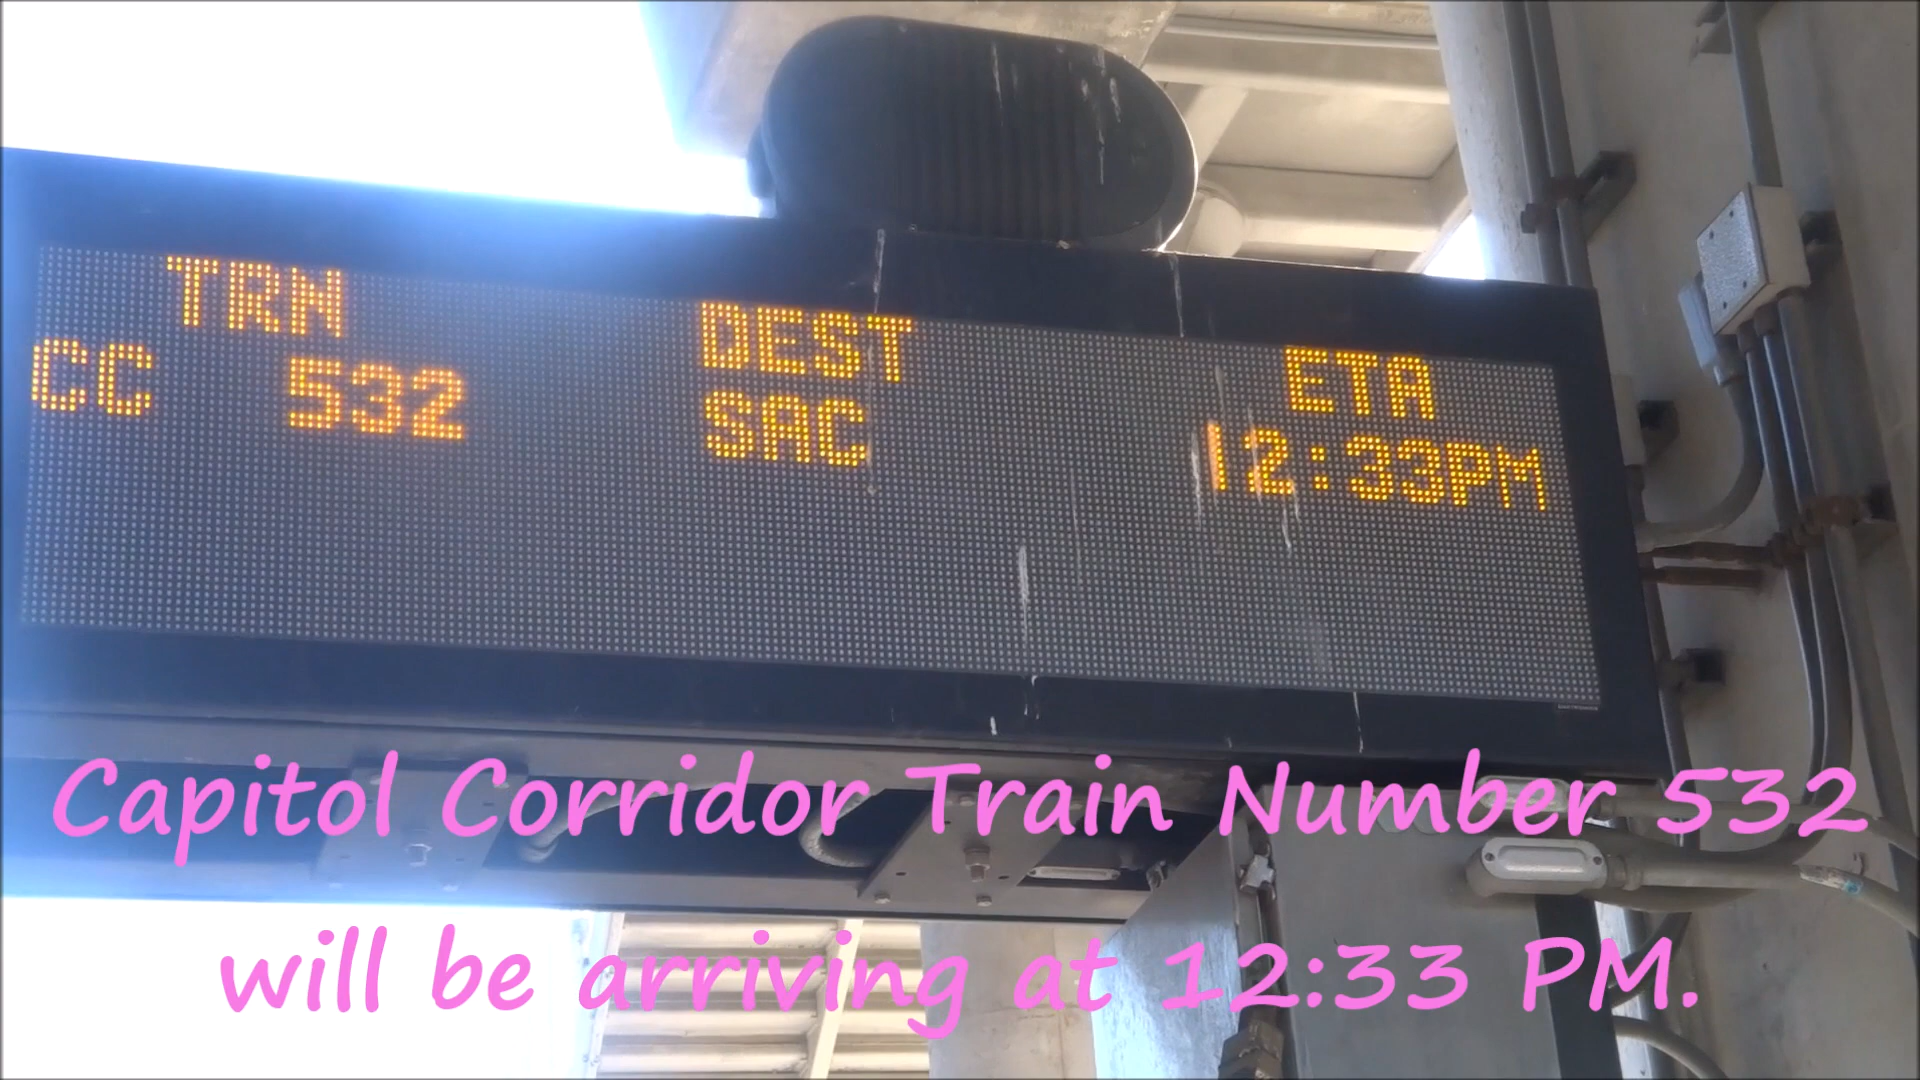 TRN DEST ETA
CC 532 SAC 12:33PM
Capitol Corridor Train Number 532
will be arriving at 12:33 PM.